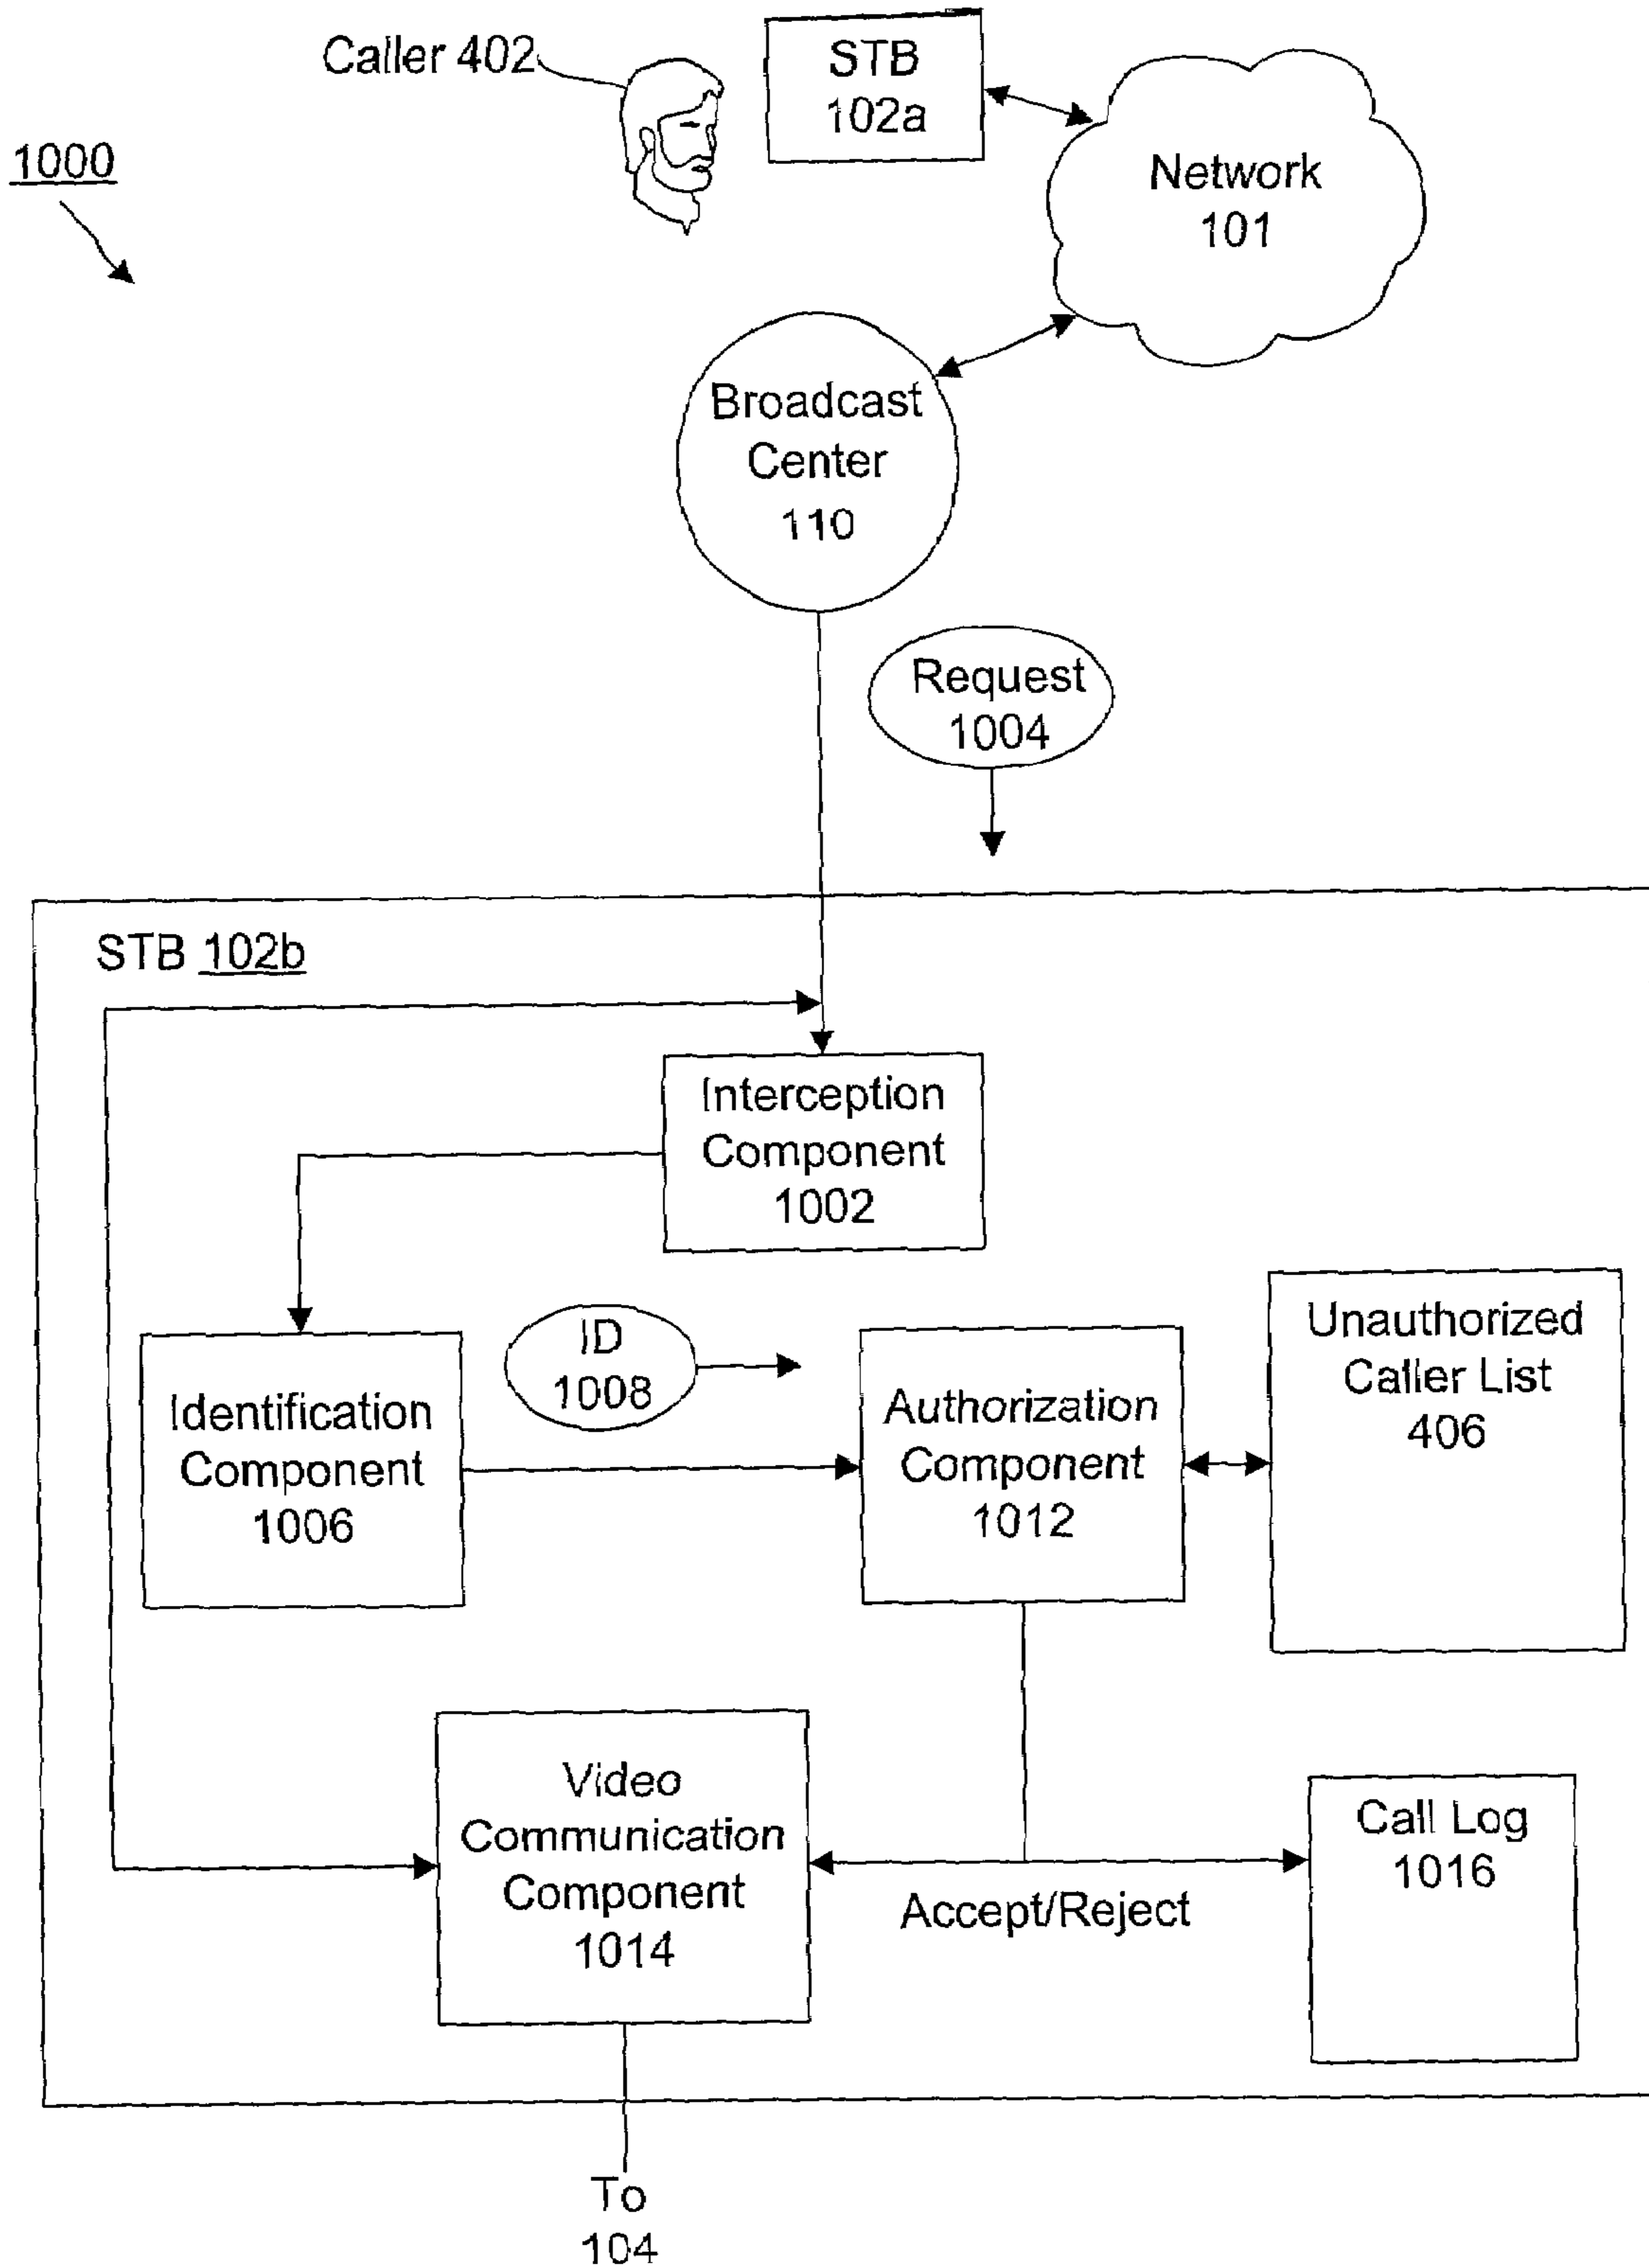 Caller 402
STB
102a
1000
Network
101
Broadcast
Center
110
Request
1004
STB 102b
Interception
Component
1002
ID
1008
Unauthorized
Caller List
406
Identification
Component
1006
Authorization
Component
1012
Video
Communication
Component
1014
Call Log
1016
Accept/Reject
To
104